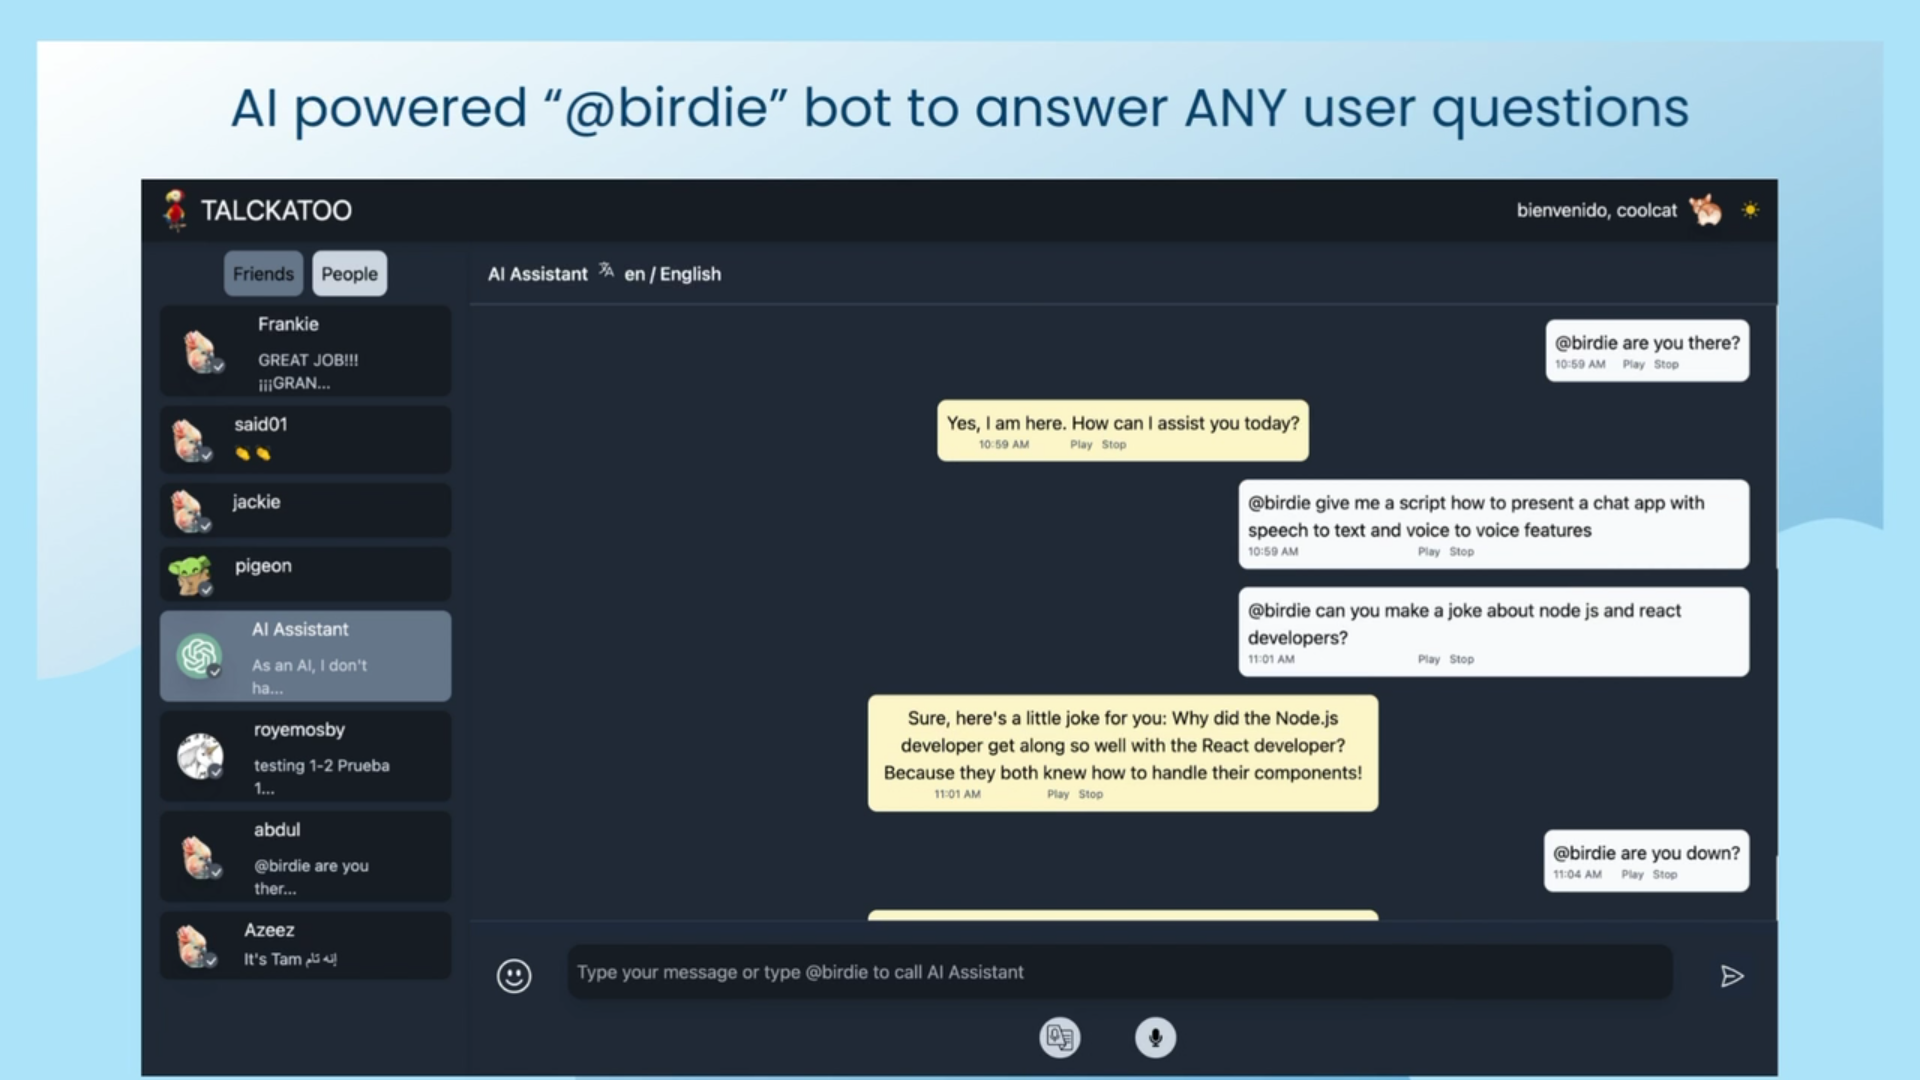 AI powered “@birdie” bot to answer ANY user questions
TALCKATOO
bienvenido, coolcat
Friends
People
AI Assistant
en / English
Frankie
GREAT JOB!!!
¡¡¡GRAN...
said01
jackie
pigeon
AI Assistant
As an AI, I don't
ha...
royemosby
testing 1-2 Prueba
1...
abdul
@birdie are you
ther...
Azeez
It's Tam إنه تام
@birdie are you there?
10:59 AM Play Stop
Yes, I am here. How can I assist you today?
10:59 AM Play Stop
@birdie give me a script how to present a chat app with
speech to text and voice to voice features
10:59 AM Play Stop
@birdie can you make a joke about node js and react
developers?
11:01 AM Play Stop
Sure, here's a little joke for you: Why did the Node.js
developer get along so well with the React developer?
Because they both knew how to handle their components!
11:01 AM Play Stop
@birdie are you down?
11:04 AM Play Stop
Type your message or type @birdie to call AI Assistant